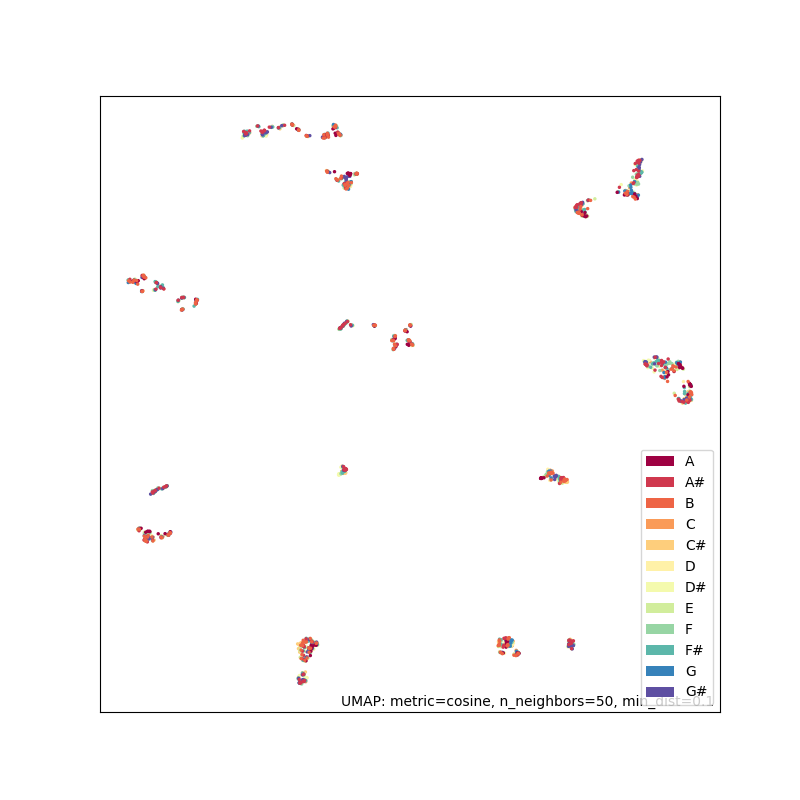 A
A#
B
C
C#
D
D#
E
F
F#
G
G#
UMAP: metric=cosine, n_neighbors=50, min_dist=0.1